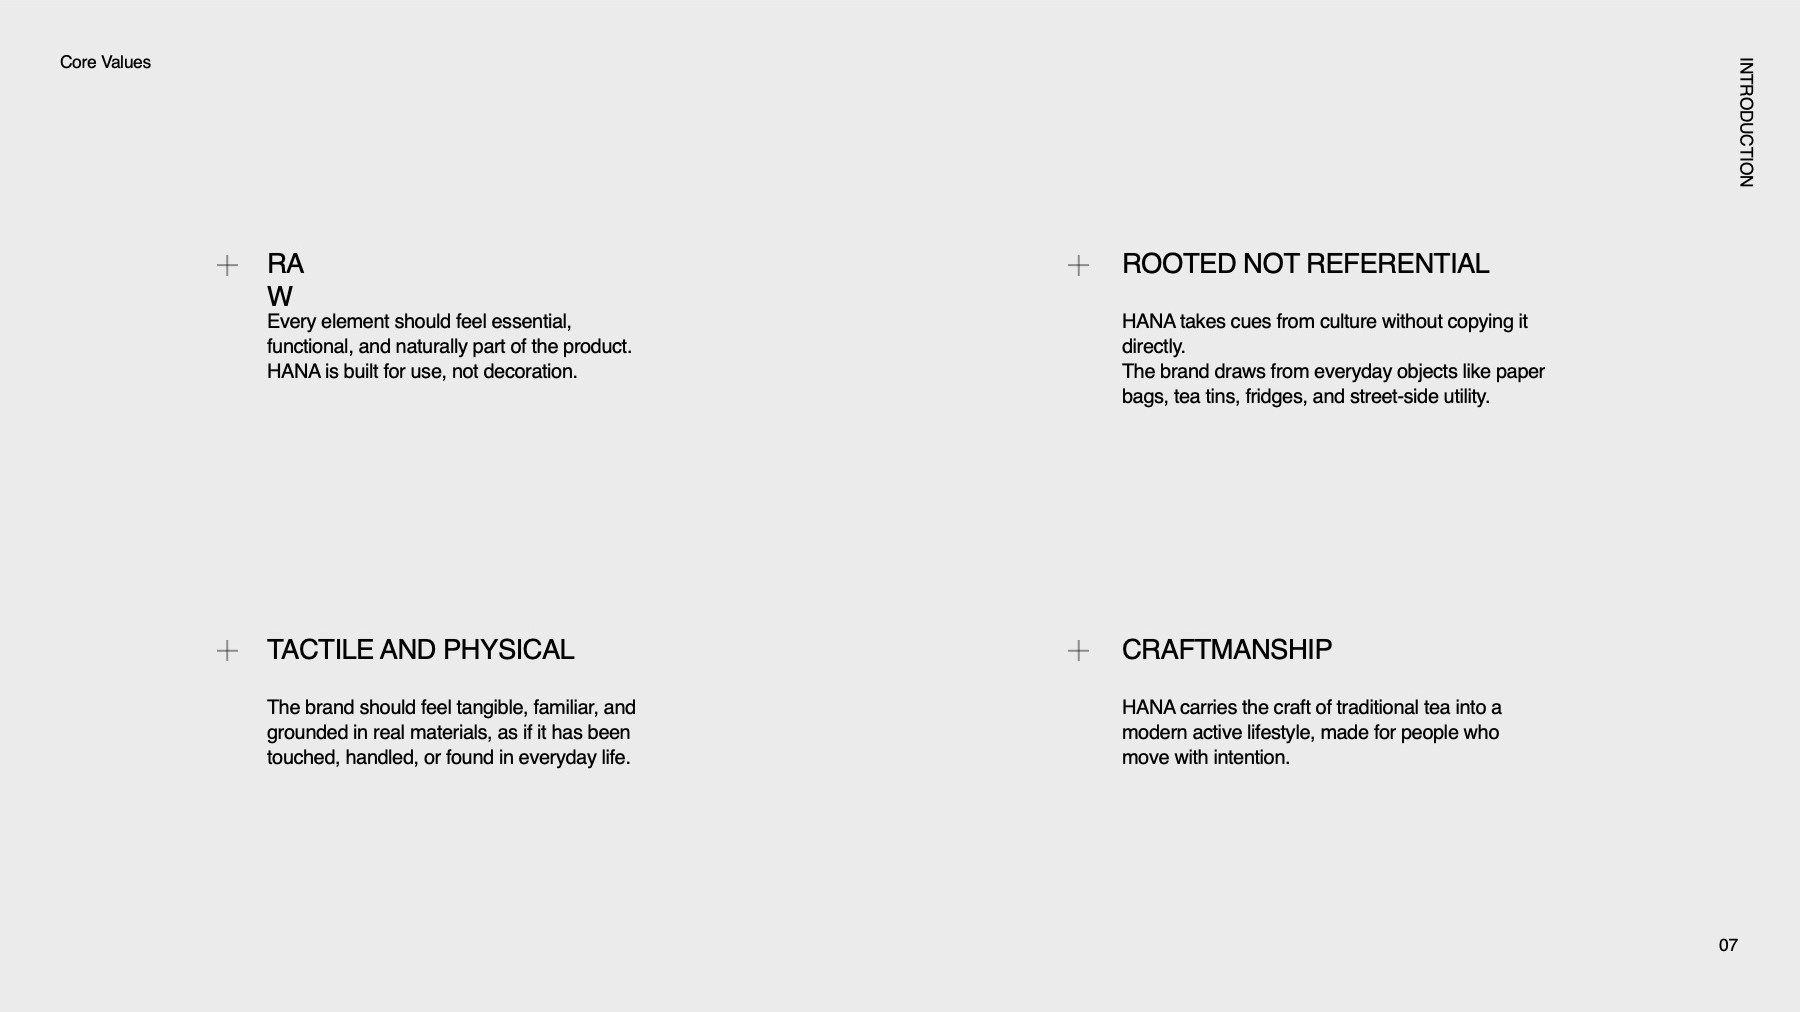 Core Values
INTRODUCTION
RA
W
Every element should feel essential,
functional, and naturally part of the product.
HANA is built for use, not decoration.
ROOTED NOT REFERENTIAL
HANA takes cues from culture without copying it
directly.
The brand draws from everyday objects like paper
bags, tea tins, fridges, and street-side utility.
TACTILE AND PHYSICAL
The brand should feel tangible, familiar, and
grounded in real materials, as if it has been
touched, handled, or found in everyday life.
CRAFTMANSHIP
HANA carries the craft of traditional tea into a
modern active lifestyle, made for people who
move with intention.
07